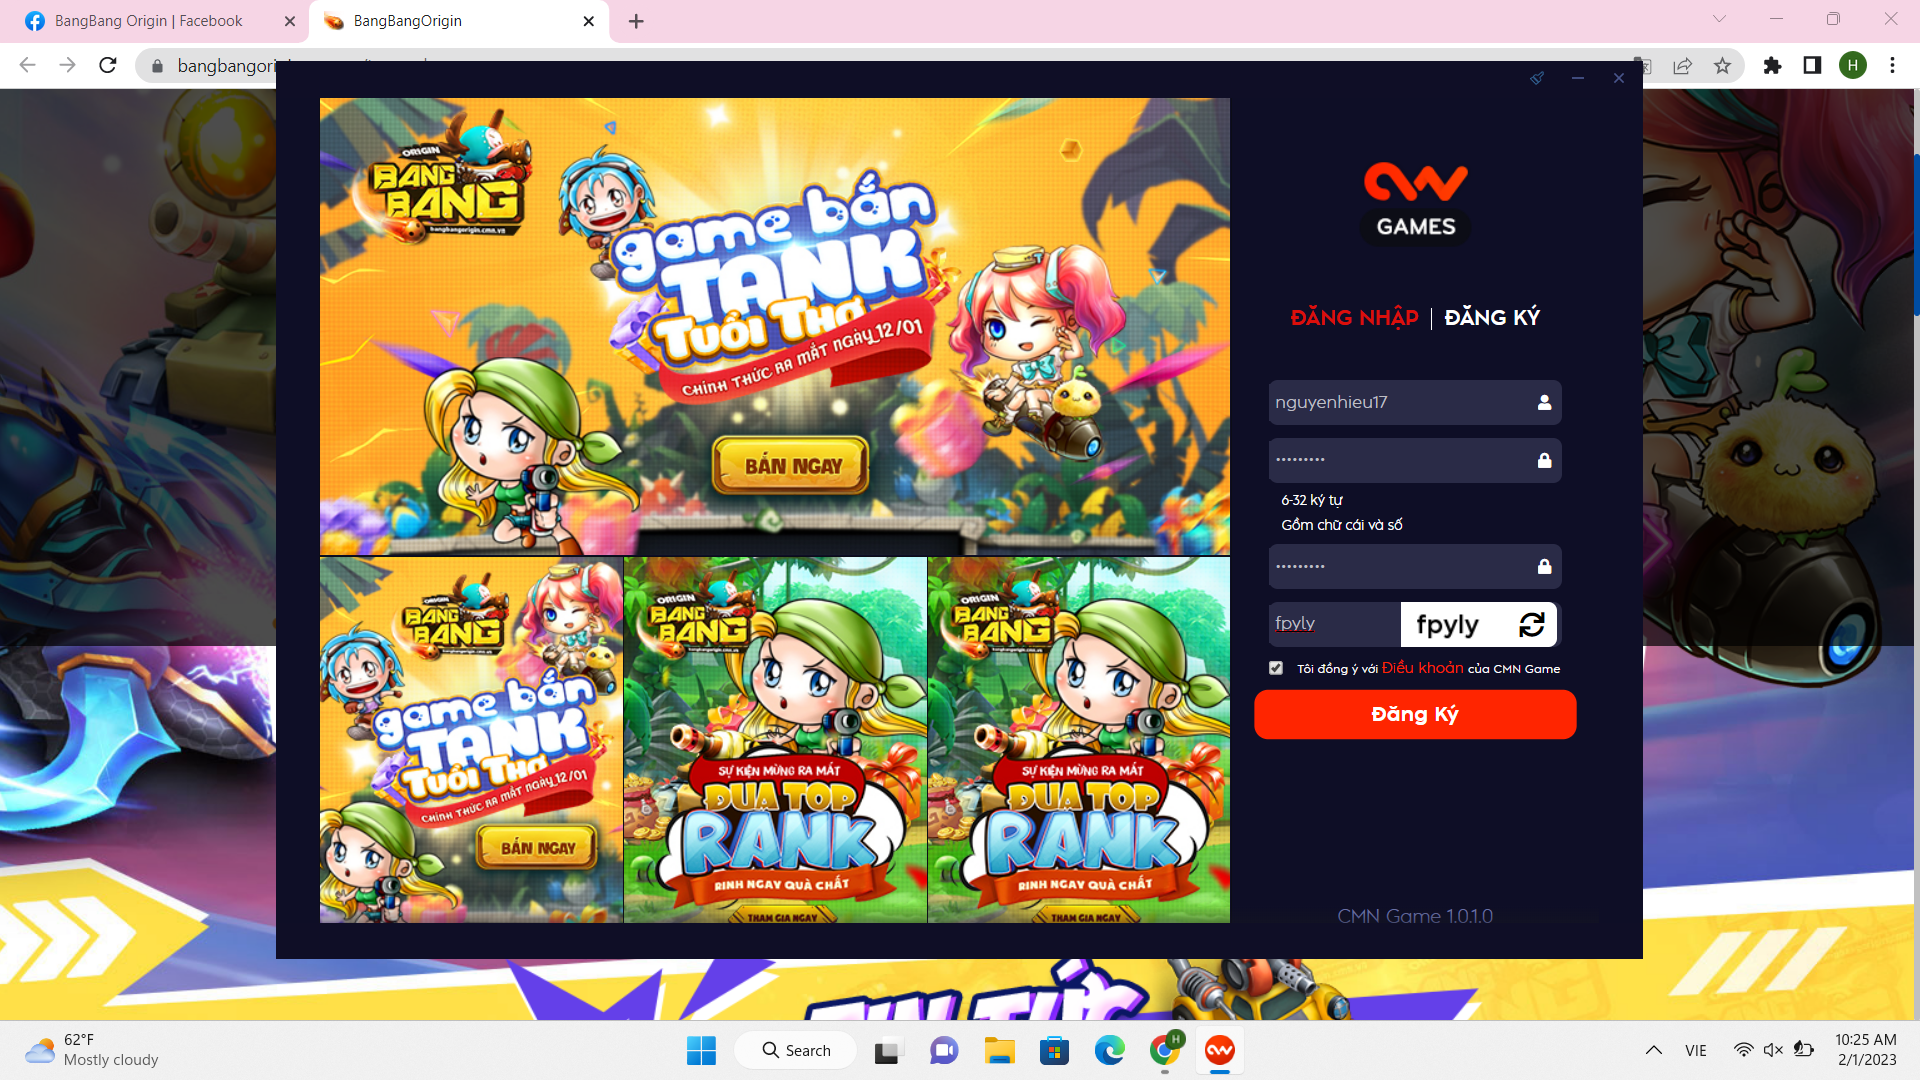 BangBang Origin | Facebook
BangBangOrigin
bangbangori
H
ORIGIN
BANG
BANG
bangbangorigin.cmn.vn
game bắn
TANK
Tuổi Thơ
CHÍNH THỨC RA MẮT NGÀY 12/01
BẮN NGAY
GAMES
ĐĂNG NHẬP | ĐĂNG KÝ
nguyenhieu17
•••••••••
6-32 ký tự
Gồm chữ cái và số
•••••••••
fpyly
fpyly
Tôi đồng ý với Điều khoản của CMN Game
Đăng Ký
CMN Game 1.0.1.0
ORIGIN
BANG
BANG
game bắn
TANK
Tuổi Thơ
CHÍNH THỨC RA MẮT NGÀY 12/01
BẮN NGAY
ORIGIN
BANG
BANG
SỰ KIỆN MỪNG RA MẮT
ĐUA TOP
RANK
RINH NGAY QUÀ CHẤT
THAM GIA NGAY
ORIGIN
BANG
BANG
SỰ KIỆN MỪNG RA MẮT
ĐUA TOP
RANK
RINH NGAY QUÀ CHẤT
THAM GIA NGAY
TIN TỨC
62°F
Mostly cloudy
Search
H
VIE
10:25 AM
2/1/2023